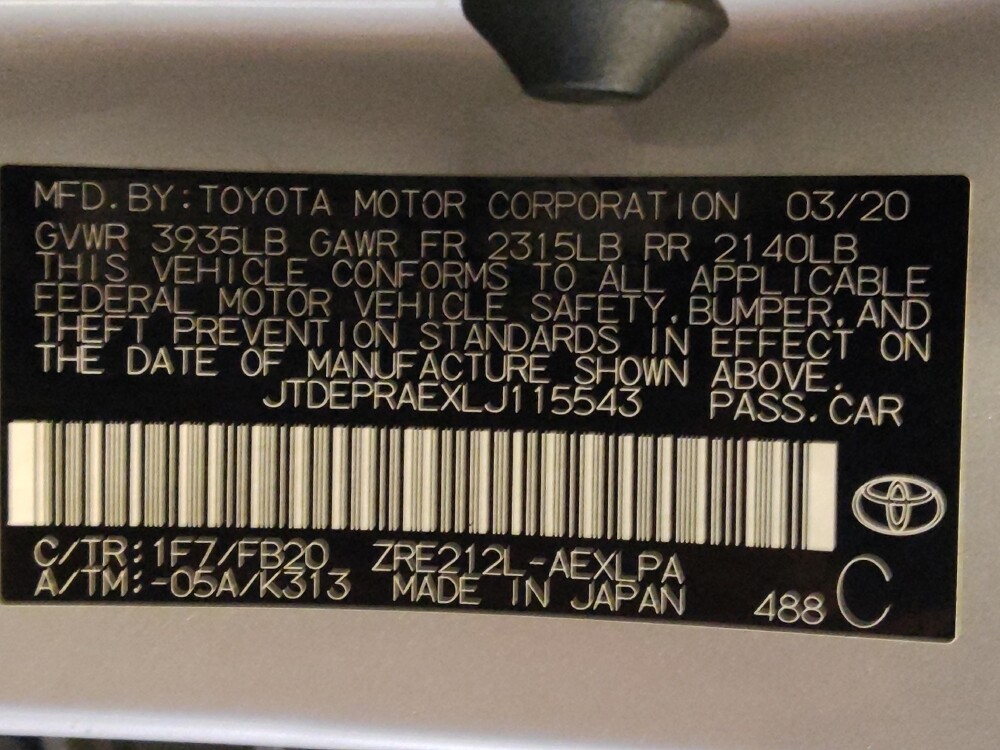 MFD. BY: TOYOTA MOTOR CORPORATION 03/20
GVWR 3935LB GAWR FR 2315LB RR 2140LB
THIS VEHICLE CONFORMS TO ALL APPLICABLE
FEDERAL MOTOR VEHICLE SAFETY, BUMPER, AND
THEFT PREVENTION STANDARDS IN EFFECT ON
THE DATE OF MANUFACTURE SHOWN ABOVE.
JTDEPRAEXLJ115543 PASS. CAR
C/TR: 1F7/FB20 ZRE212L-AEXLPA
A/TM: -05A/K313 MADE IN JAPAN 488 C